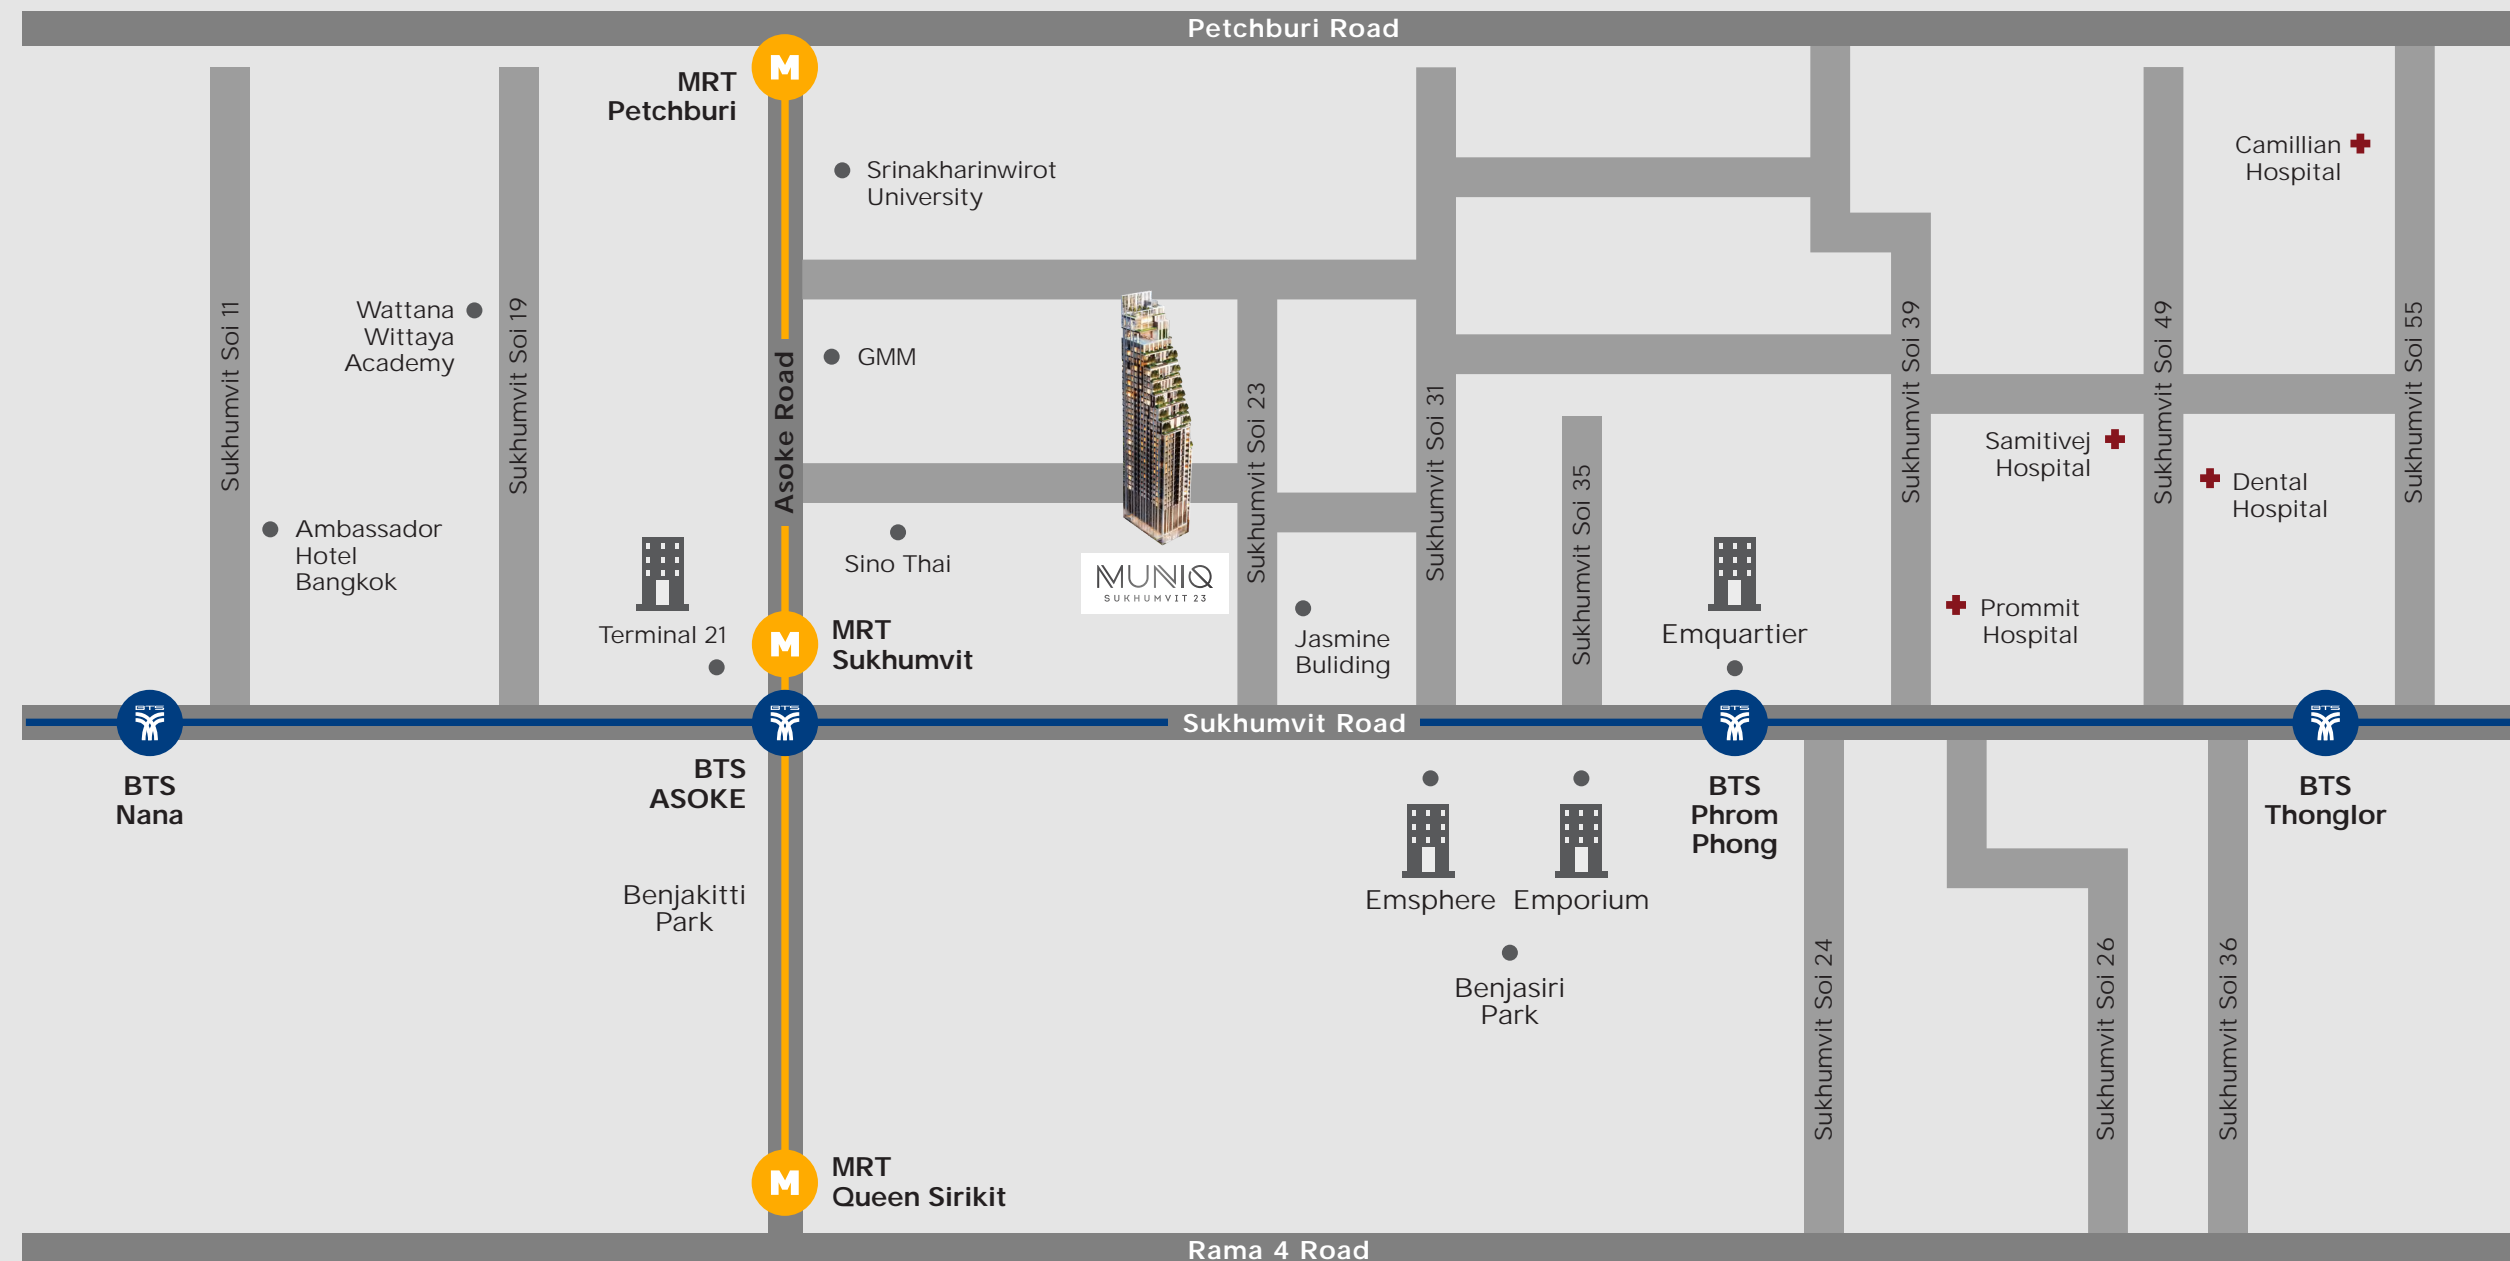 Petchburi Road
M
MRT
Petchburi
Srinakharinwirot
University
Camillian
Hospital
Sukhumvit Soi 11
Wattana
Wittaya
Academy
Sukhumvit Soi 19
Asoke Road
GMM
Sukhumvit Soi 23
Sukhumvit Soi 31
Sukhumvit Soi 35
Sukhumvit Soi 39
Sukhumvit Soi 49
Sukhumvit Soi 55
Samitivej
Hospital
Dental
Hospital
Ambassador
Hotel
Bangkok
Sino Thai
MUNIQ
SUKHUMVIT 23
Terminal 21
M
MRT
Sukhumvit
Jasmine
Buliding
Emquartier
Prommit
Hospital
Sukhumvit Road
BTS
BTS
BTS
BTS
BTS
Nana
BTS
ASOKE
BTS
Phrom
Phong
BTS
Thonglor
Benjakitti
Park
Emsphere
Emporium
Benjasiri
Park
Sukhumvit Soi 24
Sukhumvit Soi 26
Sukhumvit Soi 36
M
MRT
Queen Sirikit
Rama 4 Road